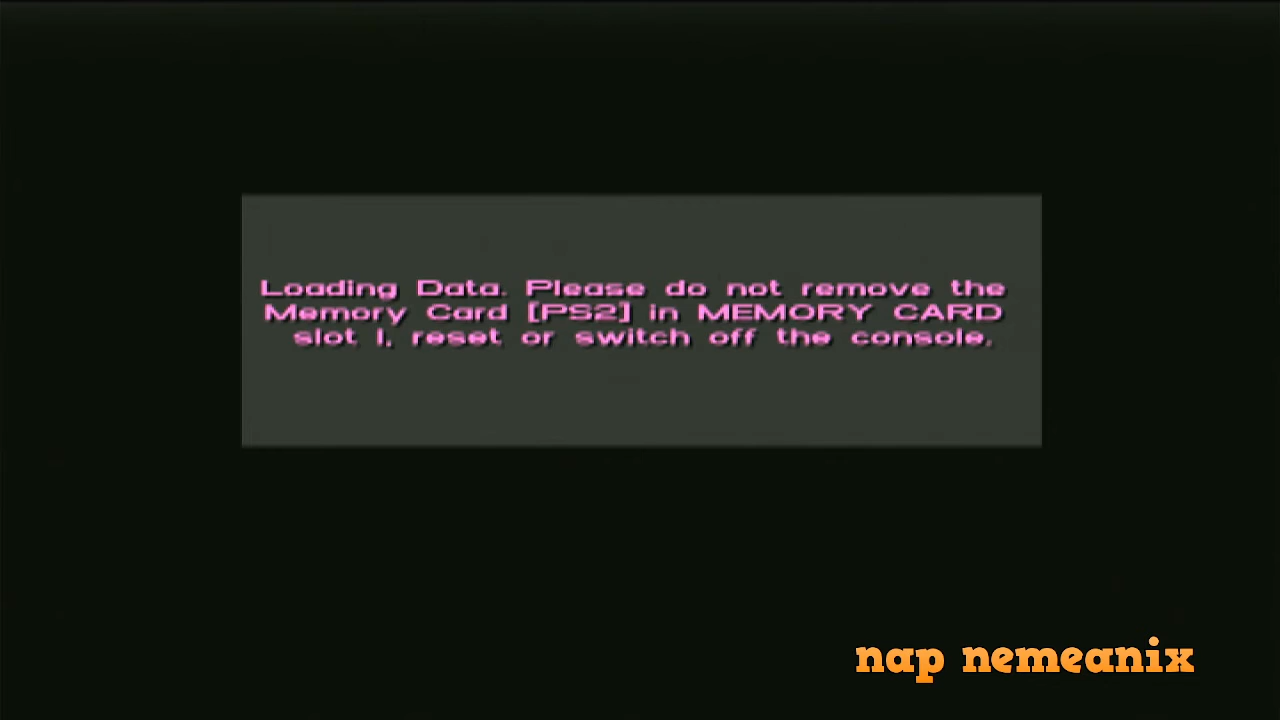 Loading Data. Please do not remove the
Memory Card [PS2] in MEMORY CARD
slot 1, reset or switch off the console.
nap nemeanix